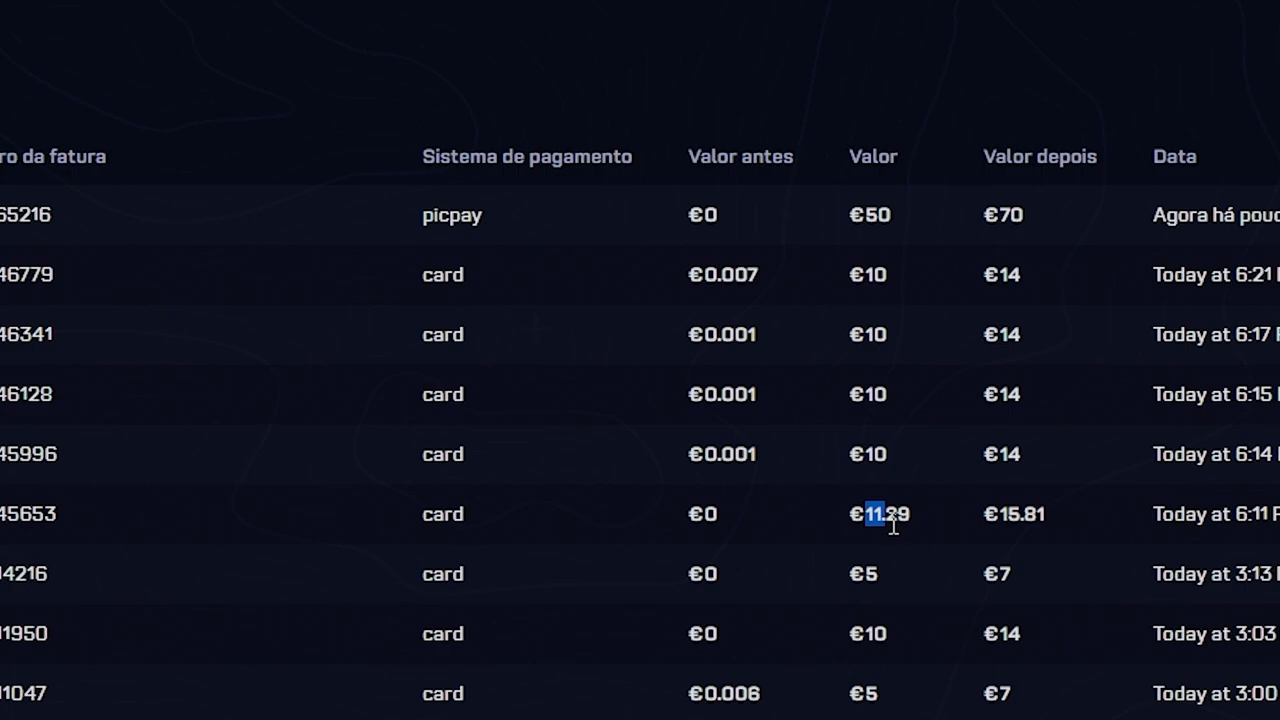 ro da fatura Sistema de pagamento Valor antes Valor Valor depois Data
65216 picpay €0 €50 €70 Agora há pouc
46779 card €0.007 €10 €14 Today at 6:21
46341 card €0.001 €10 €14 Today at 6:17 P
46128 card €0.001 €10 €14 Today at 6:15
45996 card €0.001 €10 €14 Today at 6:14
45653 card €0 €11.29 €15.81 Today at 6:11 P
4216 card €0 €5 €7 Today at 3:13
1950 card €0 €10 €14 Today at 3:03
1047 card €0.006 €5 €7 Today at 3:00